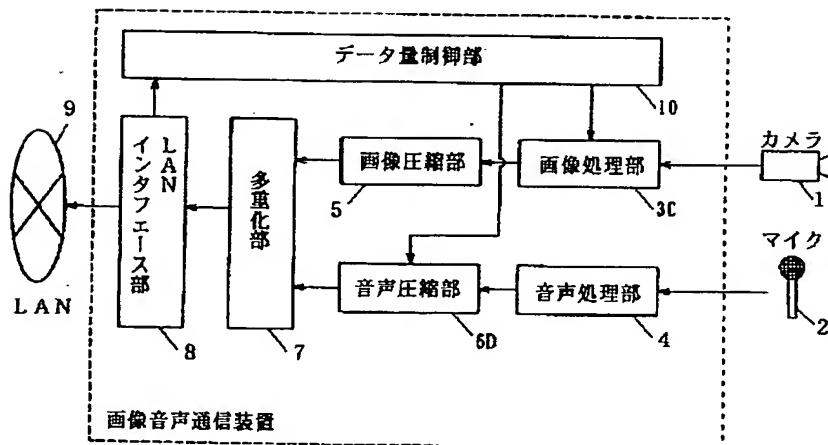 データ量制御部
10
9
カメラ
LANインタフェース部
画像圧縮部
画像処理部
5
3C
1
多重化部
マイク
音声圧縮部
音声処理部
LAN
8
7
6D
4
2
画像音声通信装置